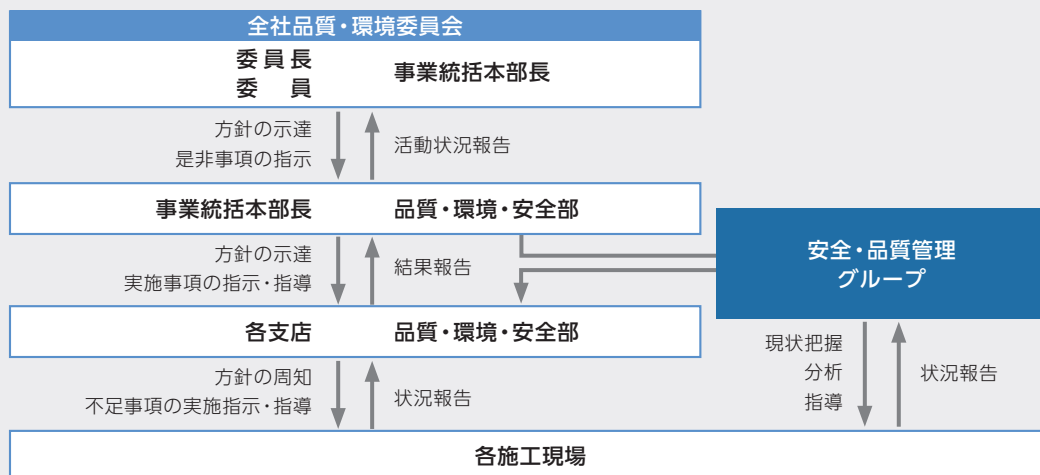 全社品質・環境委員会
委員長
委　員
事業統括本部長
方針の示達
是非事項の指示
活動状況報告
事業統括本部長　品質・環境・安全部
方針の示達
実施事項の指示・指導
結果報告
安全・品質管理
グループ
各支店　品質・環境・安全部
方針の周知
不足事項の実施指示・指導
状況報告
現状把握
分析
指導
状況報告
各施工現場